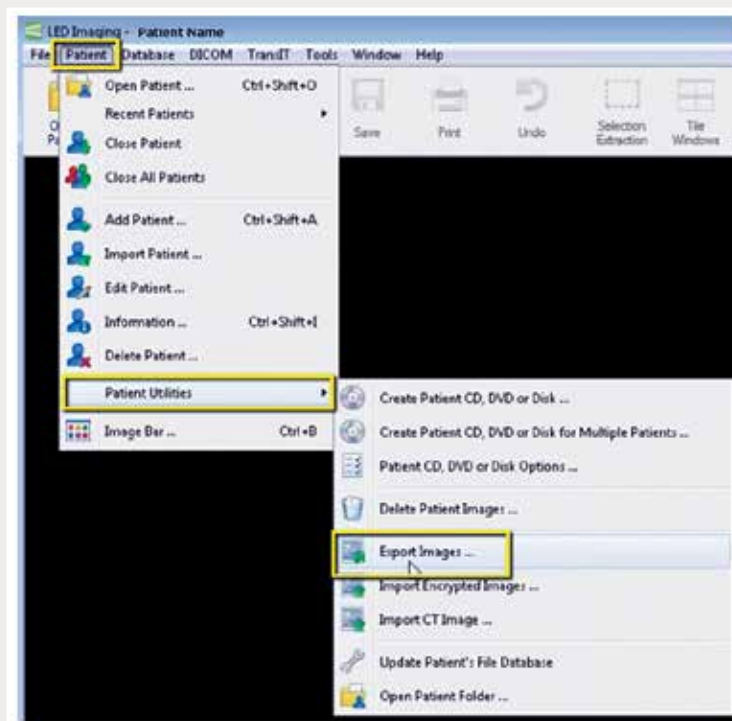 LED Imaging - Patient Name
File Patient Database DICOM TransIT Tools Window Help
Save Print Undo Selection Extraction Tile Windows
Open Patient ... Ctrl+Shift+O
Recent Patients
Close Patient
Close All Patients
Add Patient ... Ctrl+Shift+A
Import Patient ...
Edit Patient ...
Information ... Ctrl+Shift+I
Delete Patient ...
Patient Utilities
Image Bar ... Ctrl+B
Create Patient CD, DVD or Disk ...
Create Patient CD, DVD or Disk for Multiple Patients ...
Patient CD, DVD or Disk Options ...
Delete Patient Images ...
Export Images ...
Import Encrypted Images ...
Import CT Image ...
Update Patient's File Database
Open Patient Folder ...